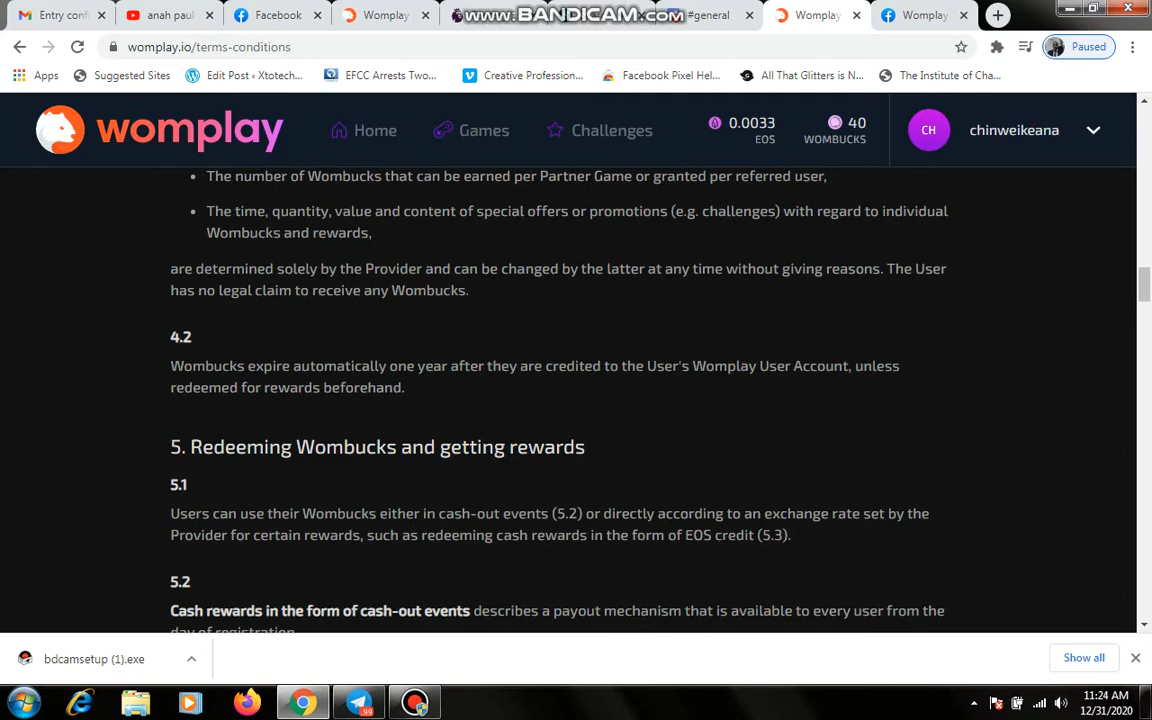 Entry confi
anah paul
Facebook
Womplay
www.BANDICAM.com
#general
Womplay
Womplay
womplay.io/terms-conditions
Paused
Apps
Suggested Sites
Edit Post ‹ Xtotech...
EFCC Arrests Two...
Creative Profession...
Facebook Pixel Hel...
All That Glitters is N...
The Institute of Cha...
womplay
Home
Games
Challenges
0.0033
EOS
40
WOMBUCKS
CH
chinweikeana
• The number of Wombucks that can be earned per Partner Game or granted per referred user,
• The time, quantity, value and content of special offers or promotions (e.g. challenges) with regard to individual
Wombucks and rewards,
are determined solely by the Provider and can be changed by the latter at any time without giving reasons. The User
has no legal claim to receive any Wombucks.
4.2
Wombucks expire automatically one year after they are credited to the User's Womplay User Account, unless
redeemed for rewards beforehand.
5. Redeeming Wombucks and getting rewards
5.1
Users can use their Wombucks either in cash-out events (5.2) or directly according to an exchange rate set by the
Provider for certain rewards, such as redeeming cash rewards in the form of EOS credit (5.3).
5.2
Cash rewards in the form of cash-out events describes a payout mechanism that is available to every user from the
day of registration.
bdcamsetup (1).exe
Show all
99
11:24 AM
12/31/2020